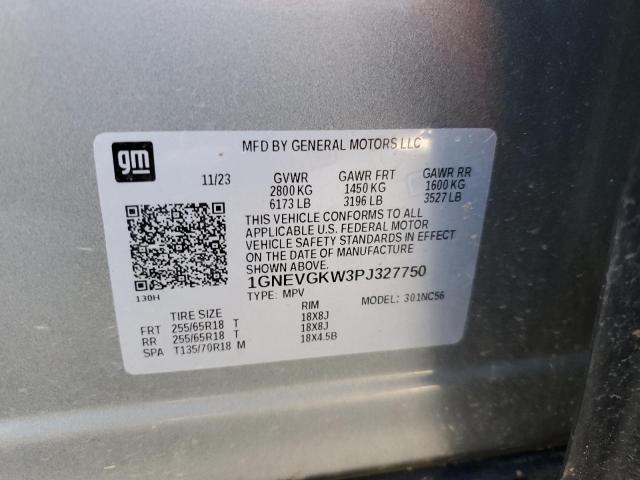 gm
MFD BY GENERAL MOTORS LLC
11/23 GVWR GAWR FRT GAWR RR
2800 KG 1450 KG 1600 KG
6173 LB 3196 LB 3527 LB
THIS VEHICLE CONFORMS TO ALL
APPLICABLE U.S. FEDERAL MOTOR
VEHICLE SAFETY STANDARDS IN EFFECT
ON THE DATE OF MANUFACTURE
SHOWN ABOVE.
130H 1GNEVGKW3PJ327750
TYPE: MPV MODEL: 301NC56
TIRE SIZE RIM
FRT 255/65R18 T 18X8J
RR 255/65R18 T 18X8J
SPA T135/70R18 M 18X4.5B